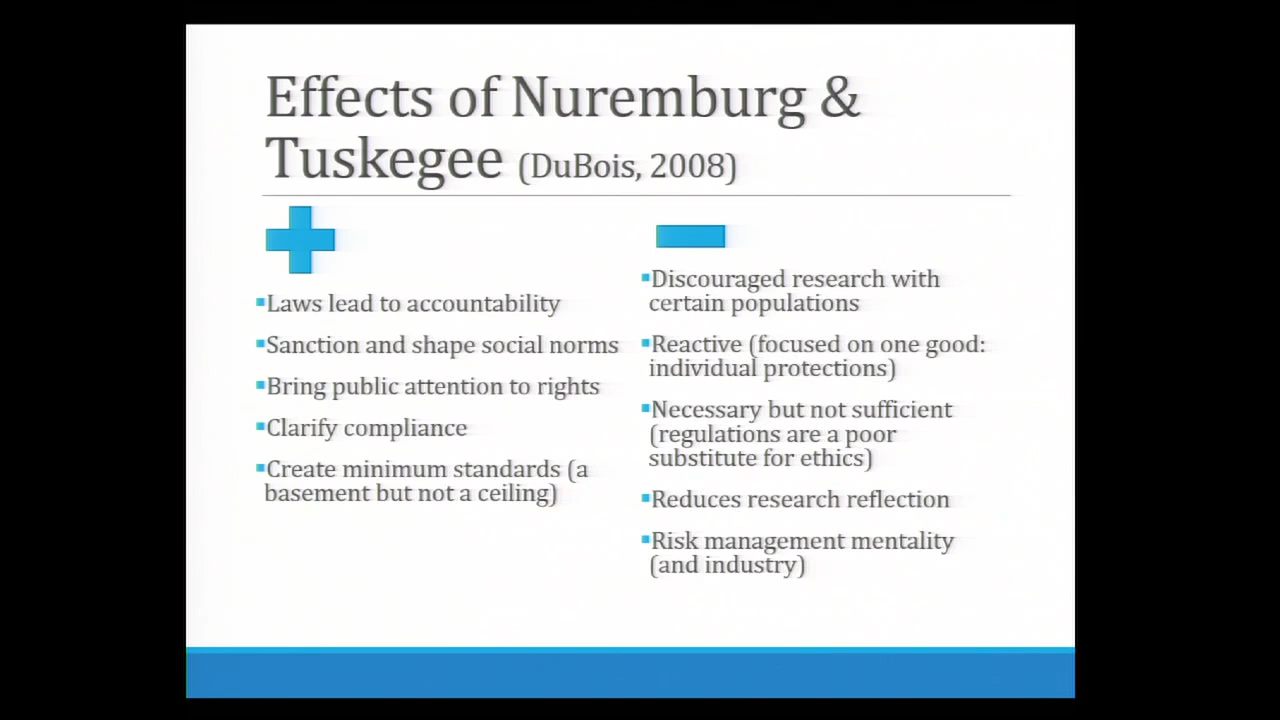 Effects of Nuremburg &
Tuskegee (DuBois, 2008)
Laws lead to accountability
Sanction and shape social norms
Bring public attention to rights
Clarify compliance
Create minimum standards (a
basement but not a ceiling)
Discouraged research with
certain populations
Reactive (focused on one good:
individual protections)
Necessary but not sufficient
(regulations are a poor
substitute for ethics)
Reduces research reflection
Risk management mentality
(and industry)